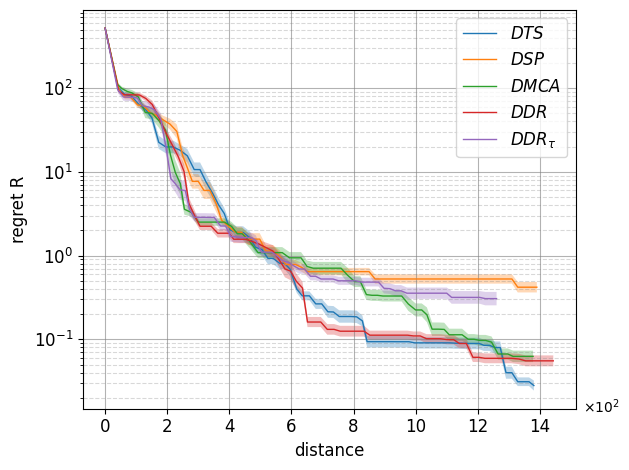 DTS
DSP
DMCA
DDR
DDR_τ
regret R
10²
10¹
10⁰
10⁻¹
0 2 4 6 8 10 12 14
×10²
distance